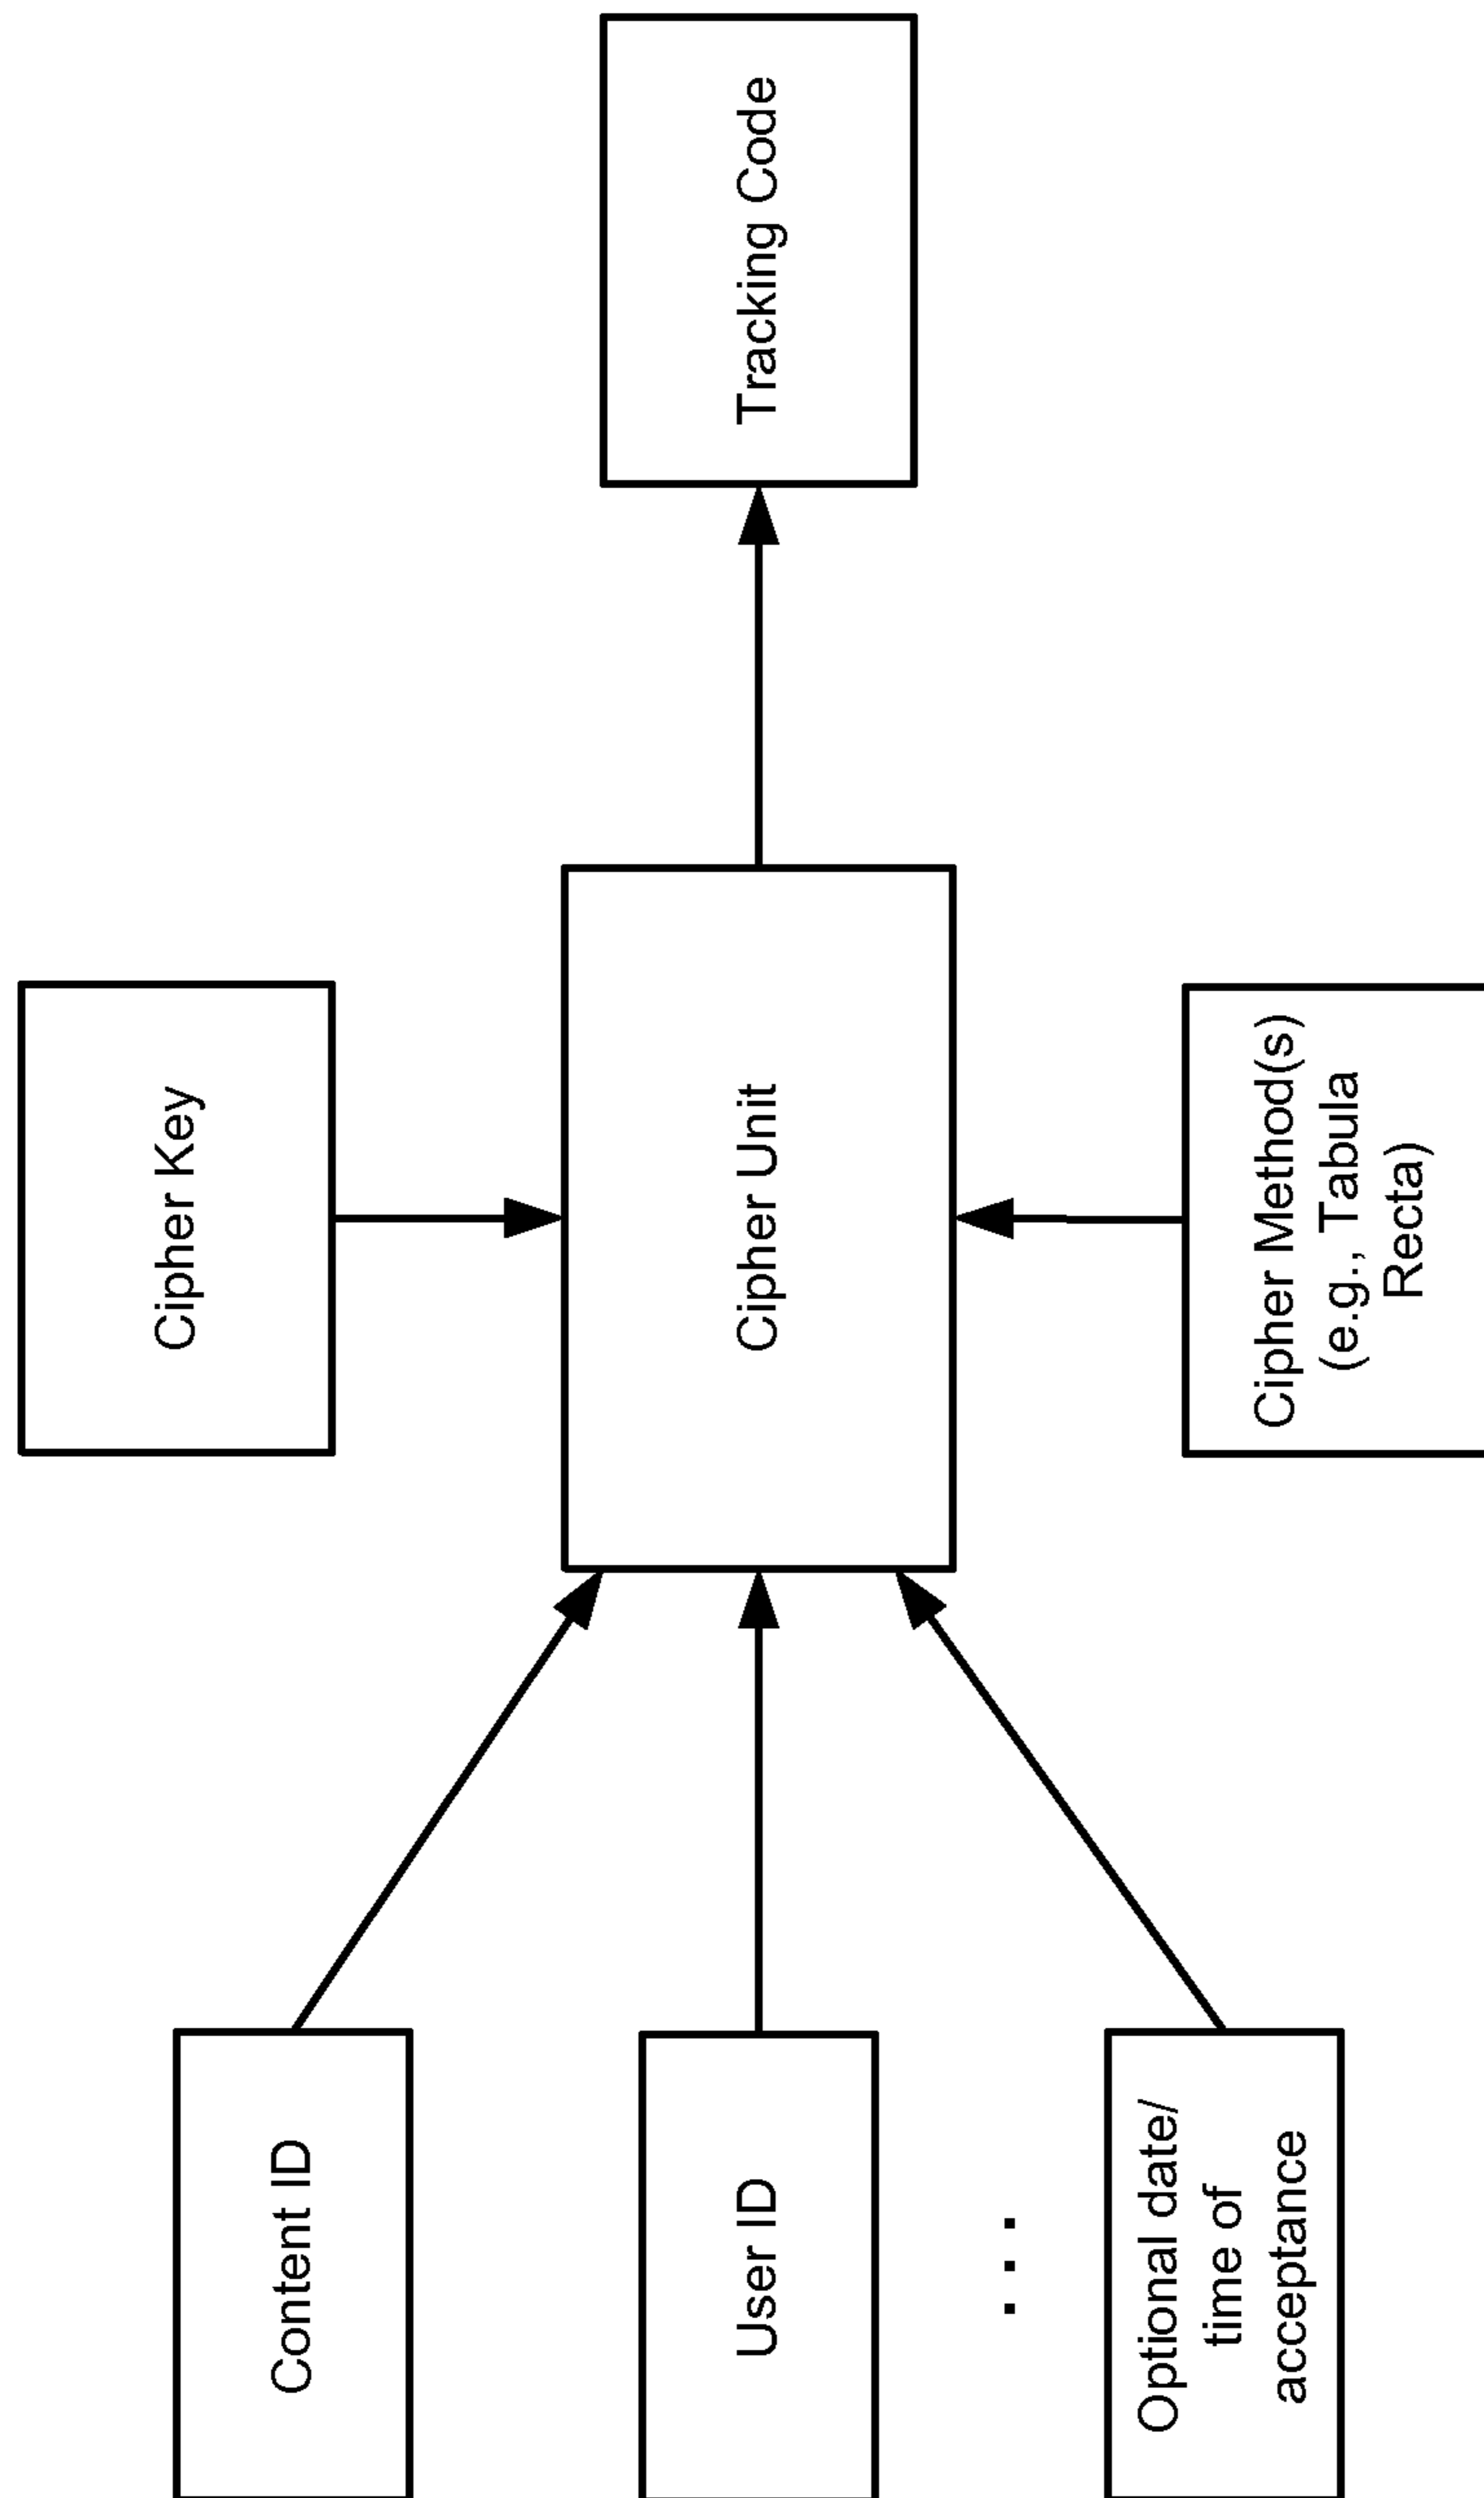 Cipher Key
Content ID
User ID
. . .
Optional date/
time of
acceptance
Cipher Unit
Tracking Code
Cipher Method(s)
(e.g., Tabula
Recta)